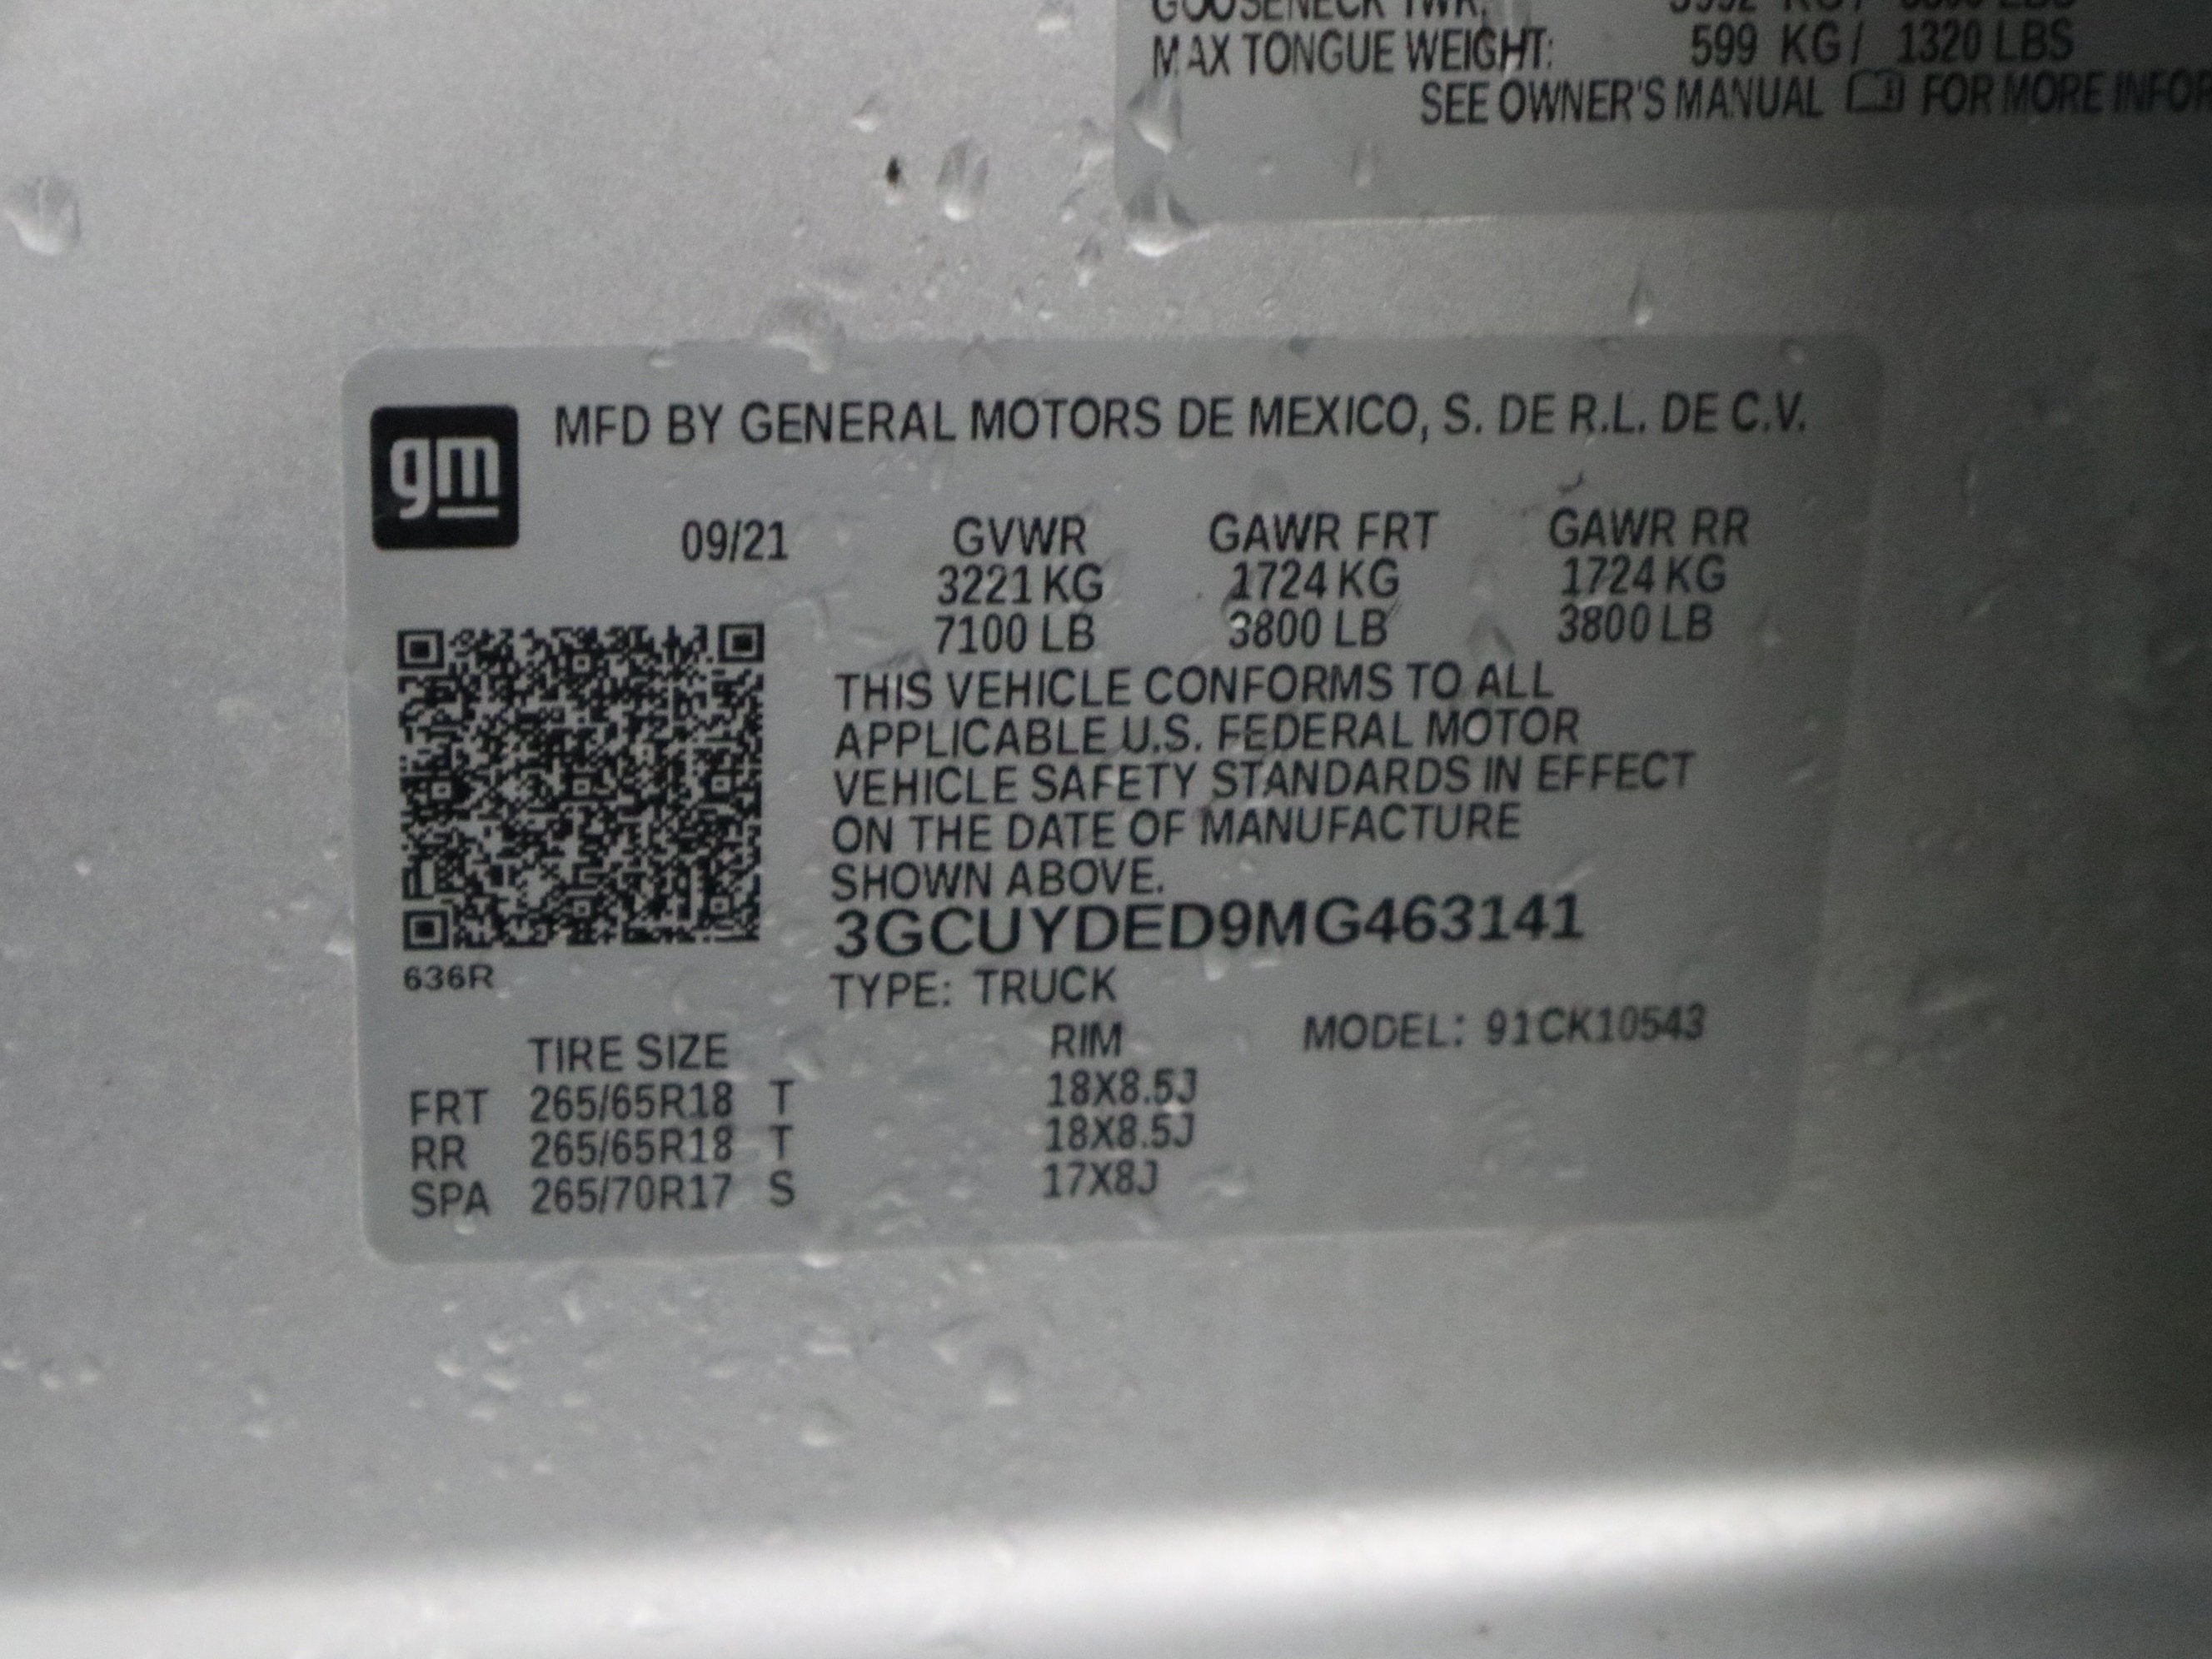 GOOSENECK TWR:
MAX TONGUE WEIGHT: 599 KG / 1320 LBS
SEE OWNER'S MANUAL FOR MORE
gm
MFD BY GENERAL MOTORS DE MEXICO, S. DE R.L. DE C.V.
09/21 GVWR GAWR FRT GAWR RR
3221 KG 1724 KG 1724 KG
7100 LB 3800 LB 3800 LB
THIS VEHICLE CONFORMS TO ALL
APPLICABLE U.S. FEDERAL MOTOR
VEHICLE SAFETY STANDARDS IN EFFECT
ON THE DATE OF MANUFACTURE
SHOWN ABOVE.
3GCUYDED9MG463141
636R
TYPE: TRUCK
TIRE SIZE RIM MODEL: 91CK10543
FRT 265/65R18 T 18X8.5J
RR 265/65R18 T 18X8.5J
SPA 265/70R17 S 17X8J